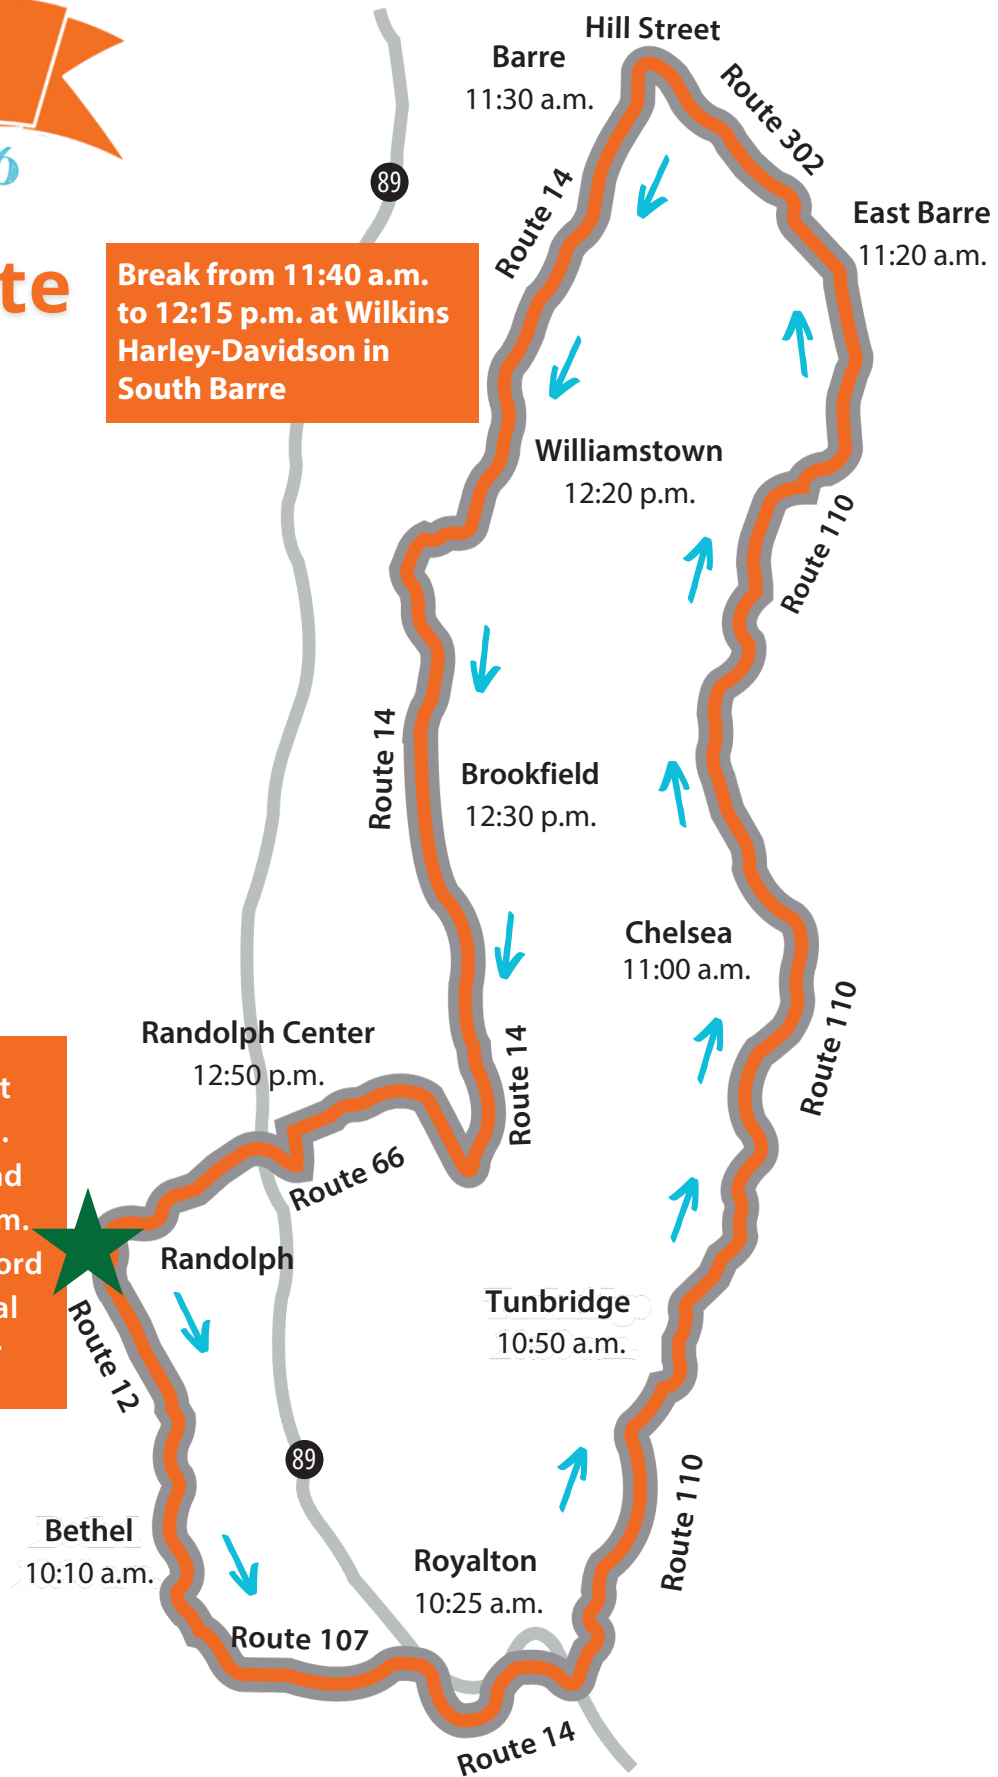 Hill Street
Barre
11:30 a.m.
Route 302
89
Route 14
East Barre
11:20 a.m.
te
Break from 11:40 a.m.
to 12:15 p.m. at Wilkins
Harley-Davidson in
South Barre
Williamstown
12:20 p.m.
Route 110
Route 14
Brookfield
12:30 p.m.
Chelsea
11:00 a.m.
Route 110
Randolph Center
12:50 p.m.
Route 14
Route 66
t
.
d
m.
ord
al
Randolph
Route 12
Tunbridge
10:50 a.m.
89
Route 110
Bethel
10:10 a.m.
Royalton
10:25 a.m.
Route 107
Route 14